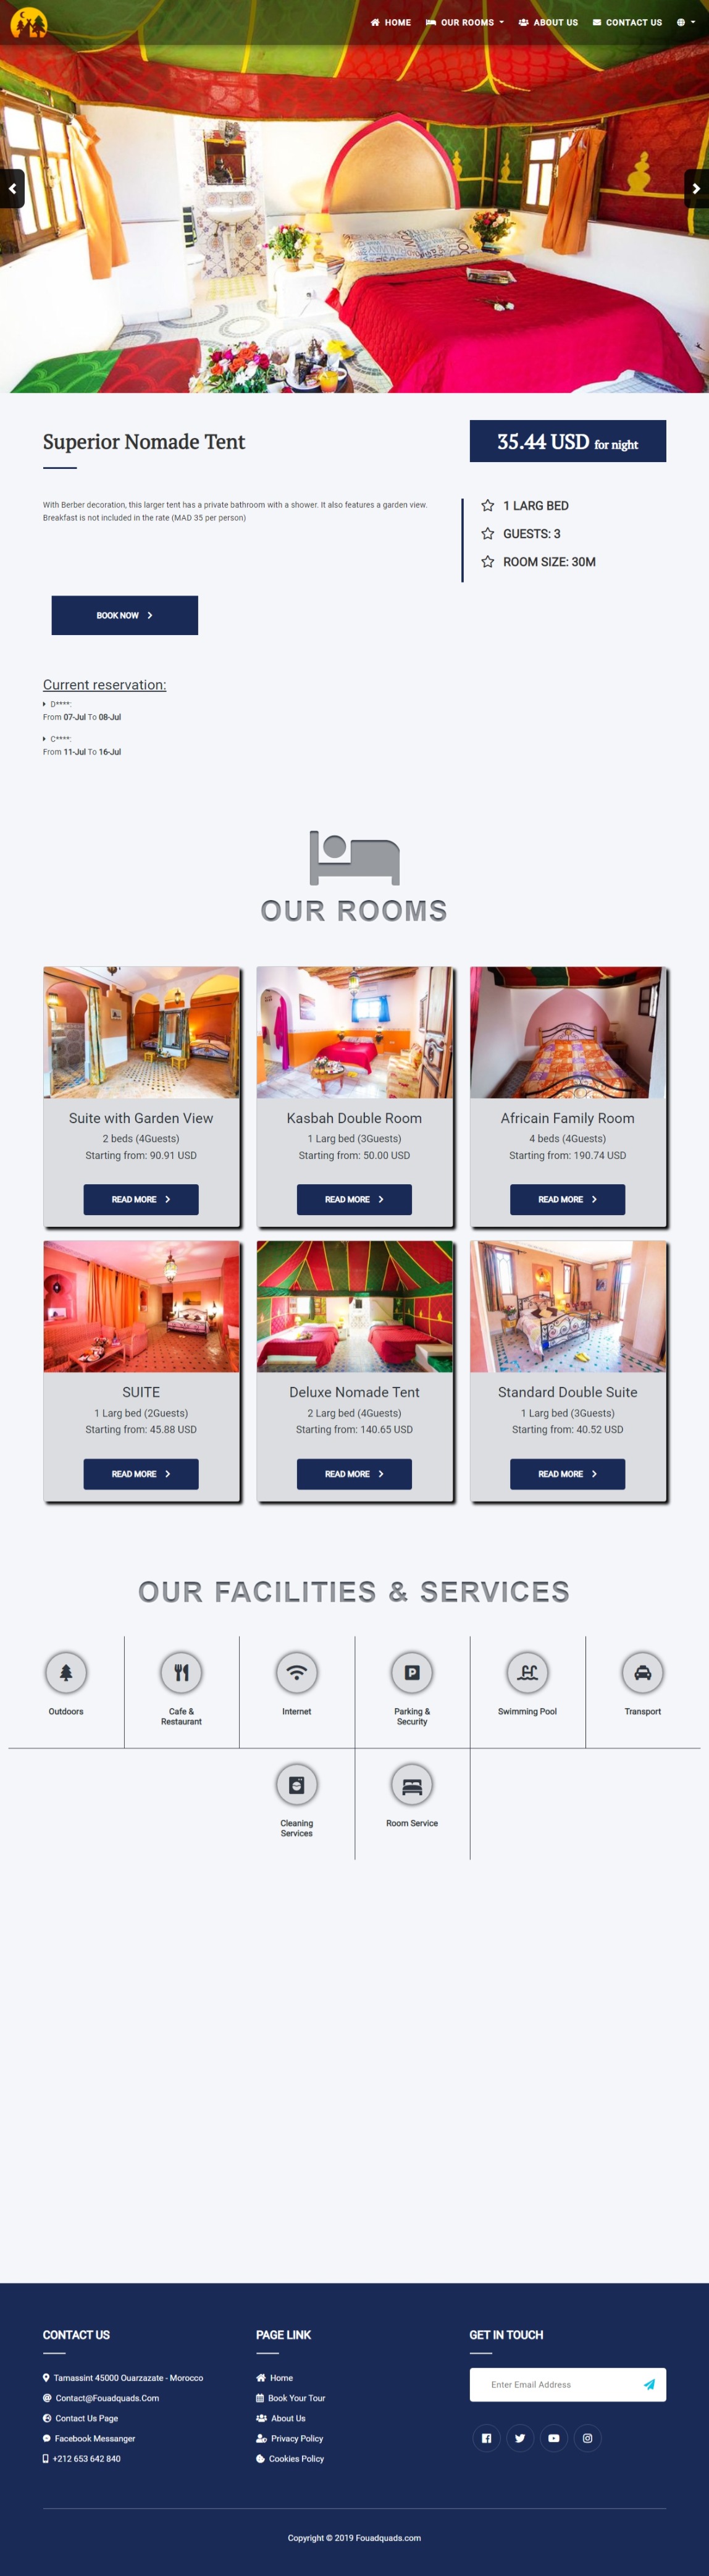 HOME OUR ROOMS ABOUT US CONTACT US
Superior Nomade Tent
35.44 USD for night
With Berber decoration, this larger tent has a private bathroom with a shower. It also features a garden view.
Breakfast is not included in the rate (MAD 35 per person)
1 LARG BED
GUESTS: 3
ROOM SIZE: 30M
BOOK NOW
Current reservation:
D****:
From 07-Jul To 08-Jul
C****:
From 11-Jul To 16-Jul
OUR ROOMS
Suite with Garden View
2 beds (4Guests)
Starting from: 90.91 USD
READ MORE
Kasbah Double Room
1 Larg bed (3Guests)
Starting from: 50.00 USD
READ MORE
Africain Family Room
4 beds (4Guests)
Starting from: 190.74 USD
READ MORE
SUITE
1 Larg bed (2Guests)
Starting from: 45.88 USD
READ MORE
Deluxe Nomade Tent
2 Larg bed (4Guests)
Starting from: 140.65 USD
READ MORE
Standard Double Suite
1 Larg bed (3Guests)
Starting from: 40.52 USD
READ MORE
OUR FACILITIES & SERVICES
Outdoors
Cafe &
Restaurant
Internet
Parking &
Security
Swimming Pool
Transport
Cleaning
Services
Room Service
CONTACT US
Tamassint 45000 Ouarzazate - Morocco
Contact@Fouadquads.Com
Contact Us Page
Facebook Messanger
+212 653 642 840
PAGE LINK
Home
Book Your Tour
About Us
Privacy Policy
Cookies Policy
GET IN TOUCH
Enter Email Address
Copyright © 2019 Fouadquads.com